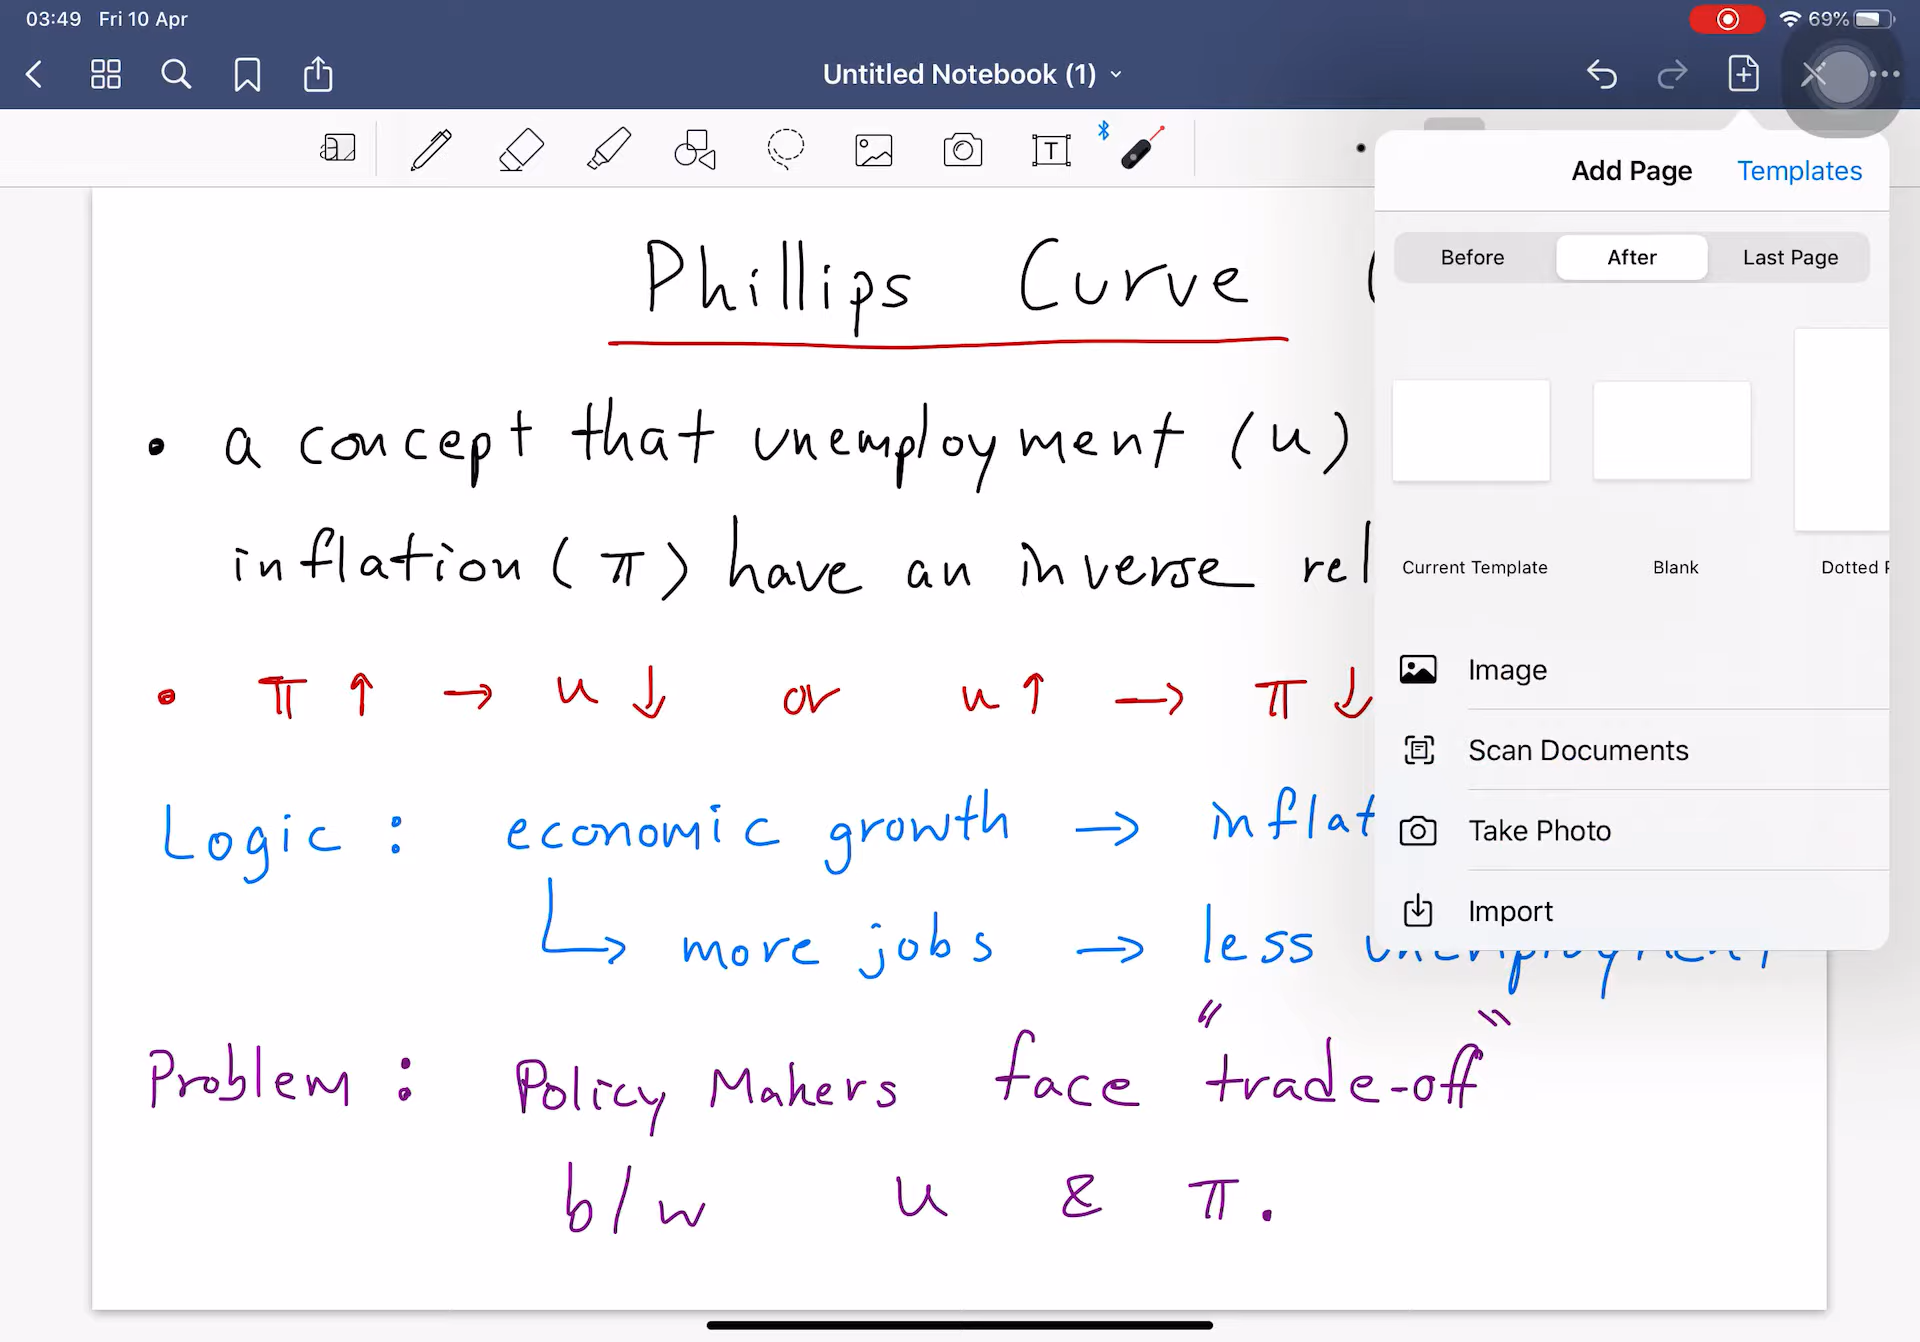 03:49 Fri 10 Apr
69%
Untitled Notebook (1)
Add Page Templates
Before After Last Page
Current Template Blank Dotted
Image
Scan Documents
Take Photo
Import
Phillips Curve (
• a concept that unemployment (u)
inflation (π) have an inverse rel
• π ↑ → u ↓ or u ↑ → π ↓
Logic : economic growth → inflat
↳ more jobs → less unemployment
Problem : Policy Makers face "trade-off"
b/w u & π.